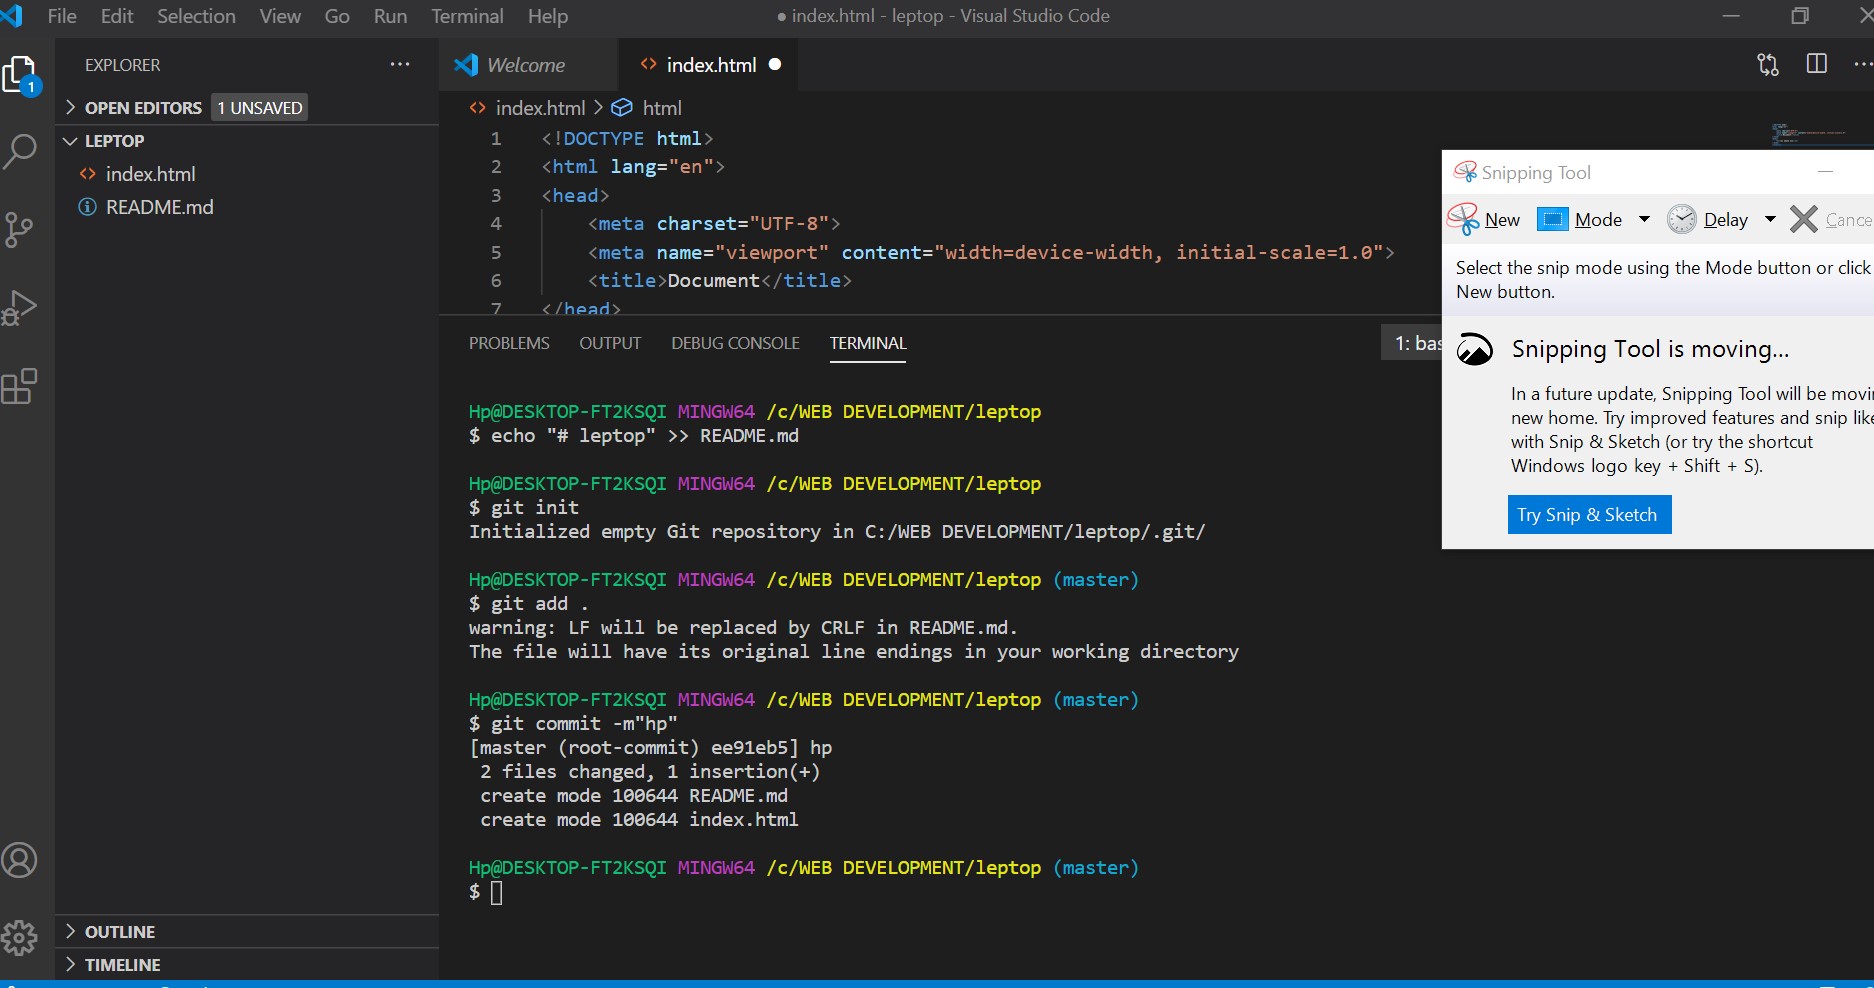 File Edit Selection View Go Run Terminal Help
● index.html - leptop - Visual Studio Code
1
EXPLORER
OPEN EDITORS 1 UNSAVED
LEPTOP
index.html
README.md
OUTLINE
TIMELINE
Welcome
index.html
index.html > html
1 <!DOCTYPE html>
2 <html lang="en">
3 <head>
4 <meta charset="UTF-8">
5 <meta name="viewport" content="width=device-width, initial-scale=1.0">
6 <title>Document</title>
7 </head>
PROBLEMS OUTPUT DEBUG CONSOLE TERMINAL
1: bas
Hp@DESKTOP-FT2KSQI MINGW64 /c/WEB DEVELOPMENT/leptop
$ echo "# leptop" >> README.md
Hp@DESKTOP-FT2KSQI MINGW64 /c/WEB DEVELOPMENT/leptop
$ git init
Initialized empty Git repository in C:/WEB DEVELOPMENT/leptop/.git/
Hp@DESKTOP-FT2KSQI MINGW64 /c/WEB DEVELOPMENT/leptop (master)
$ git add .
warning: LF will be replaced by CRLF in README.md.
The file will have its original line endings in your working directory
Hp@DESKTOP-FT2KSQI MINGW64 /c/WEB DEVELOPMENT/leptop (master)
$ git commit -m"hp"
[master (root-commit) ee91eb5] hp
2 files changed, 1 insertion(+)
create mode 100644 README.md
create mode 100644 index.html
Hp@DESKTOP-FT2KSQI MINGW64 /c/WEB DEVELOPMENT/leptop (master)
$
Snipping Tool
New Mode Delay Cance
Select the snip mode using the Mode button or click
New button.
Snipping Tool is moving...
In a future update, Snipping Tool will be movi
new home. Try improved features and snip like
with Snip & Sketch (or try the shortcut
Windows logo key + Shift + S).
Try Snip & Sketch